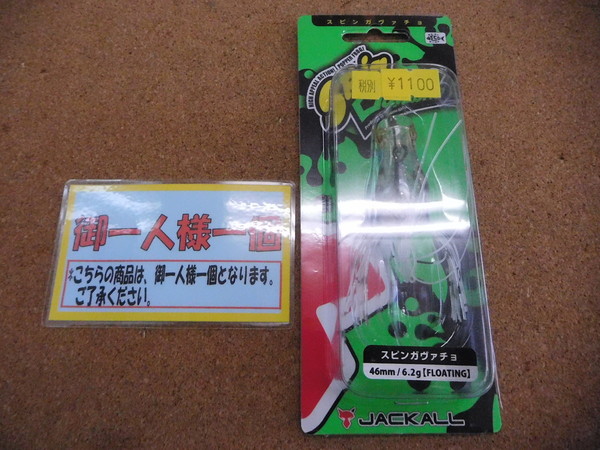 スピンガヴァチョ
税別 ¥1100
御一人様一個
*こちらの商品は、御一人様一個となります。
ご了承ください。
スピンガヴァチョ
46mm / 6.2g【FLOATING】
JACKALL